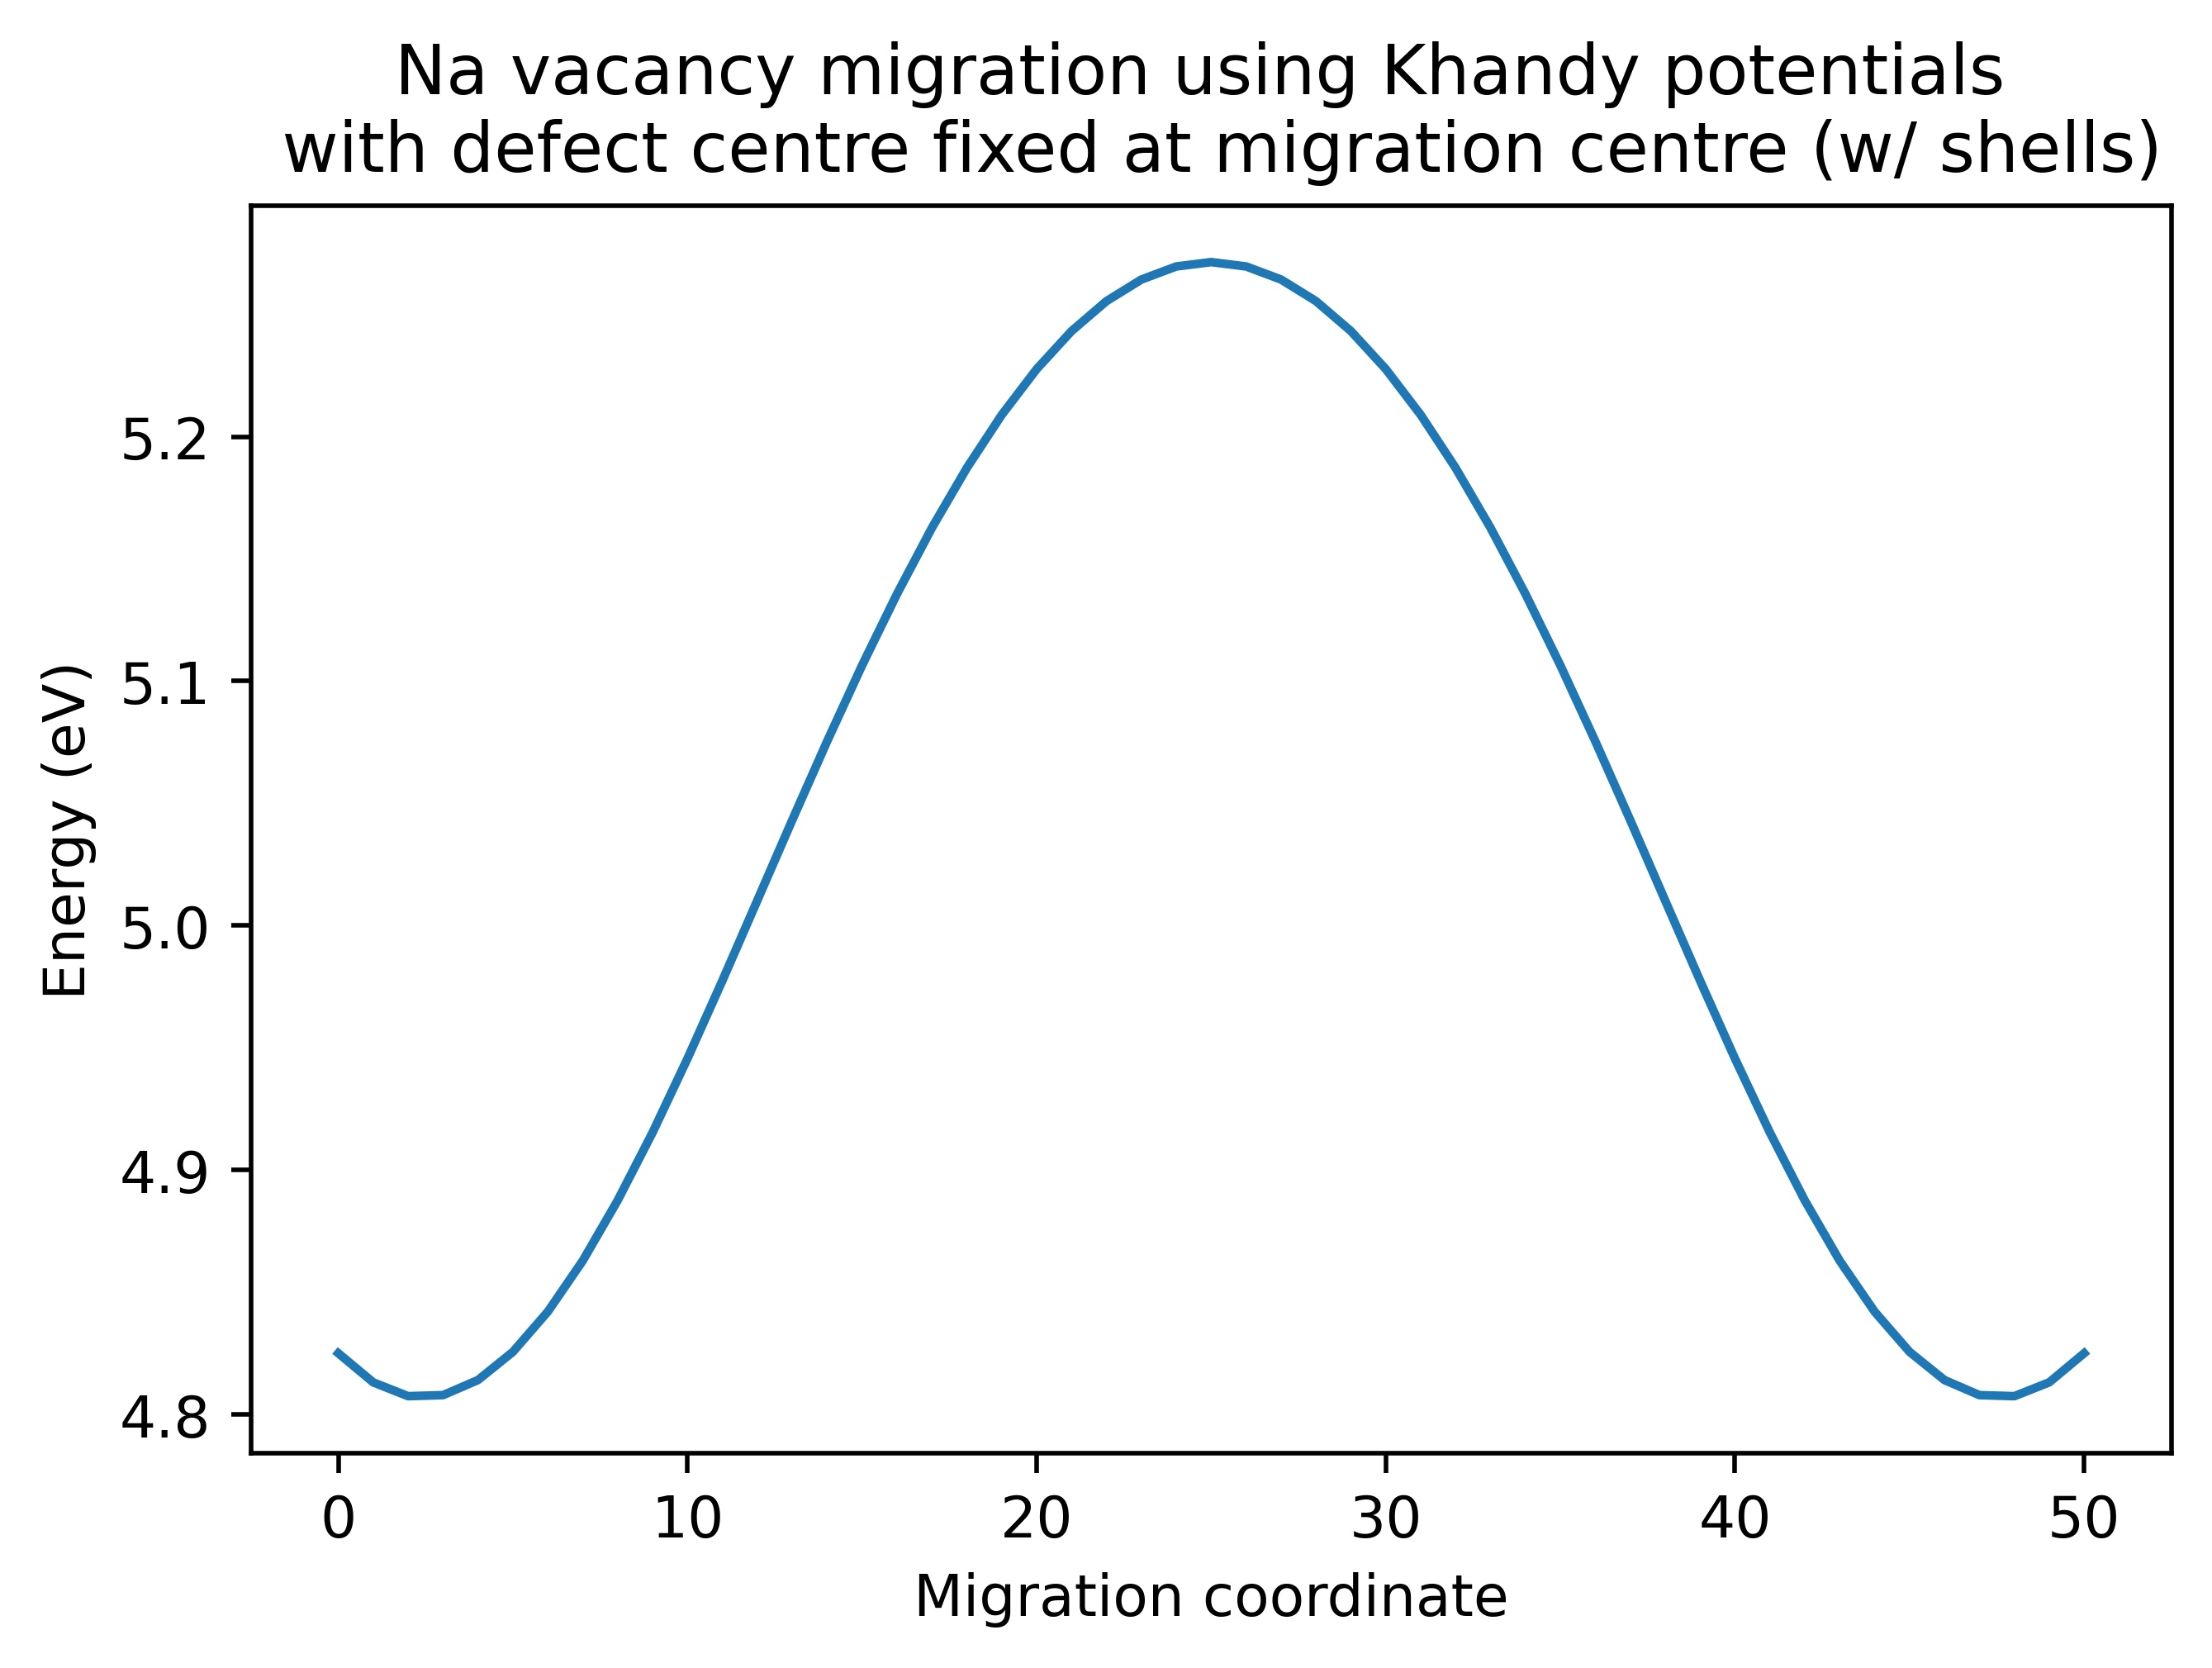 Na vacancy migration using Khandy potentials
with defect centre fixed at migration centre (w/ shells)
Energy (eV)
5.2
5.1
5.0
4.9
4.8
0 10 20 30 40 50
Migration coordinate